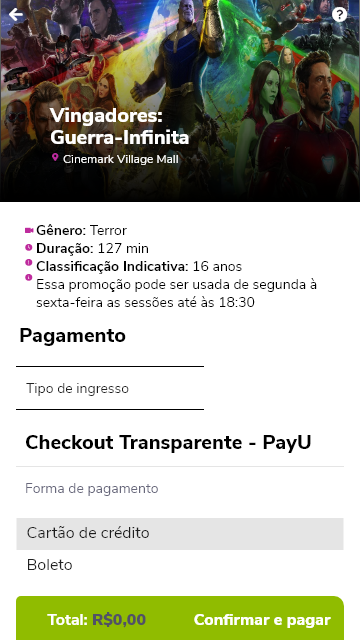 Vingadores:
Guerra-Infinita
Cinemark Village Mall
Gênero: Terror
Duração: 127 min
Classificação Indicativa: 16 anos
Essa promoção pode ser usada de segunda à
sexta-feira as sessões até às 18:30
Pagamento
Tipo de ingresso
Checkout Transparente - PayU
Forma de pagamento
Cartão de crédito
Boleto
Total: R$0,00 Confirmar e pagar